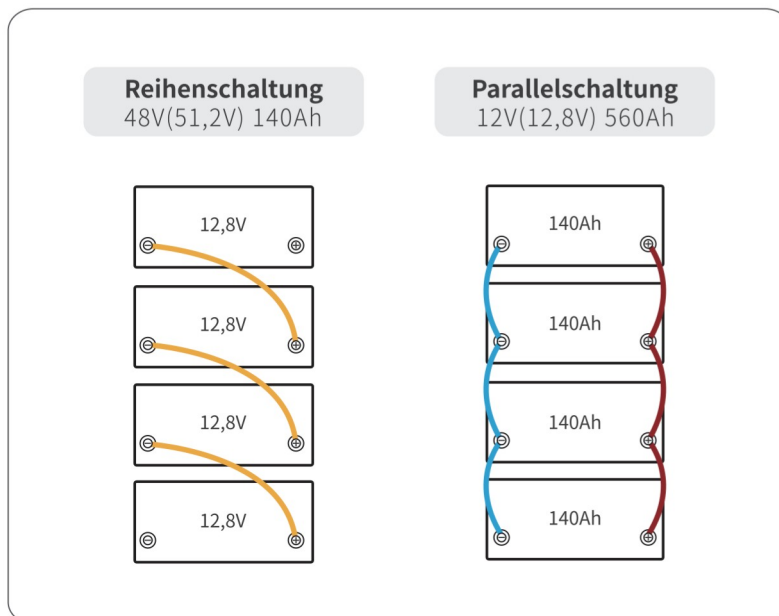 Reihenschaltung
48V(51,2V) 140Ah
12,8V
12,8V
12,8V
12,8V
Parallelschaltung
12V(12,8V) 560Ah
140Ah
140Ah
140Ah
140Ah